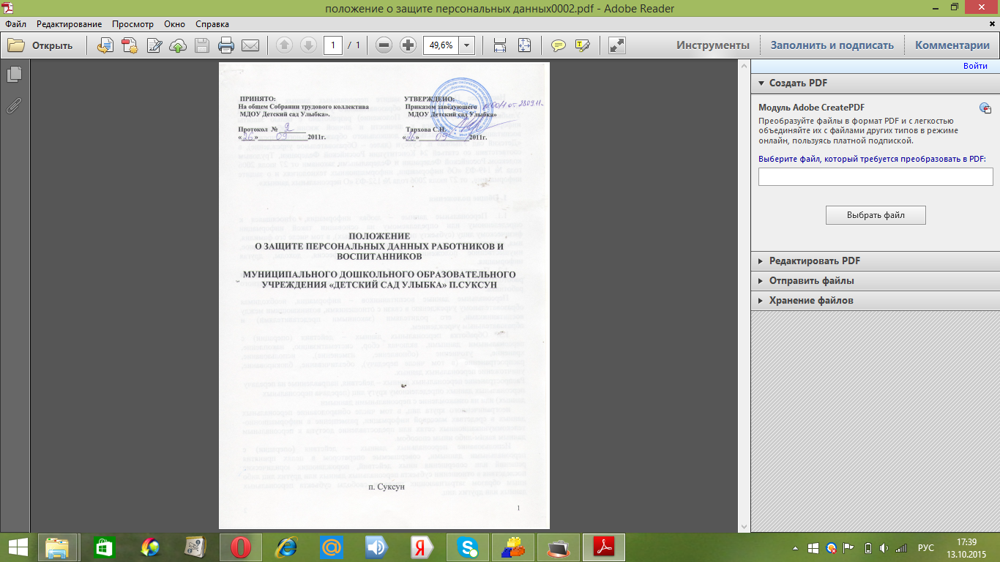 положение о защите персональных данных0002.pdf - Adobe Reader
Файл Редактирование Просмотр Окно Справка
Открыть 1 / 1 49,6% Инструменты Заполнить и подписать Комментарии
Войти
Создать PDF
Модуль Adobe CreatePDF
Преобразуйте файлы в формат PDF и с легкостью
объединяйте их с файлами других типов в режиме
онлайн, пользуясь платной подпиской.
Выберите файл, который требуется преобразовать в PDF:
Выбрать файл
Редактировать PDF
Отправить файлы
Хранение файлов
ПРИНЯТО:
На общем Собрании трудового коллектива
МДОУ Детский сад Улыбка».
Протокол № 2
«26» 09 2011г.
УТВЕРЖДЕНО:
Приказом заведующего
МДОУ Детский сад Улыбка»
Тархова С.Н.
«26» 09 2011г.
ПОЛОЖЕНИЕ
О ЗАЩИТЕ ПЕРСОНАЛЬНЫХ ДАННЫХ РАБОТНИКОВ И
ВОСПИТАННИКОВ
МУНИЦИПАЛЬНОГО ДОШКОЛЬНОГО ОБРАЗОВАТЕЛЬНОГО
УЧРЕЖДЕНИЯ «ДЕТСКИЙ САД УЛЫБКА» П.СУКСУН
п. Суксун
1
РУС
17:39
13.10.2015